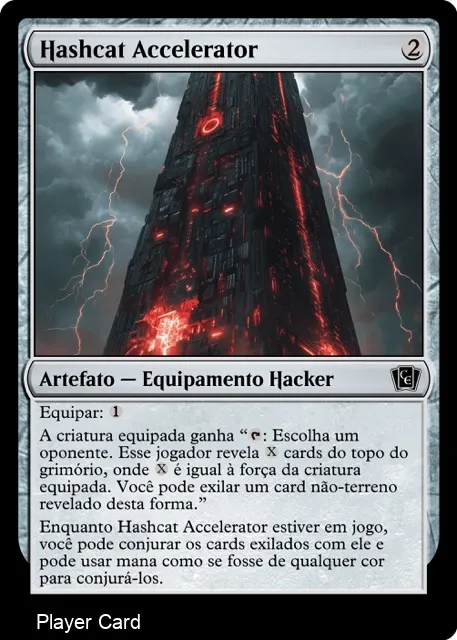 Hashcat Accelerator 2
Artefato — Equipamento Hacker
Equipar: 1
A criatura equipada ganha “: Escolha um
oponente. Esse jogador revela X cards do topo do
grimório, onde X é igual à força da criatura
equipada. Você pode exilar um card não-terreno
revelado desta forma.”
Enquanto Hashcat Accelerator estiver em jogo,
você pode conjurar os cards exilados com ele e
pode usar mana como se fosse de qualquer cor
para conjurá-los.
Player Card